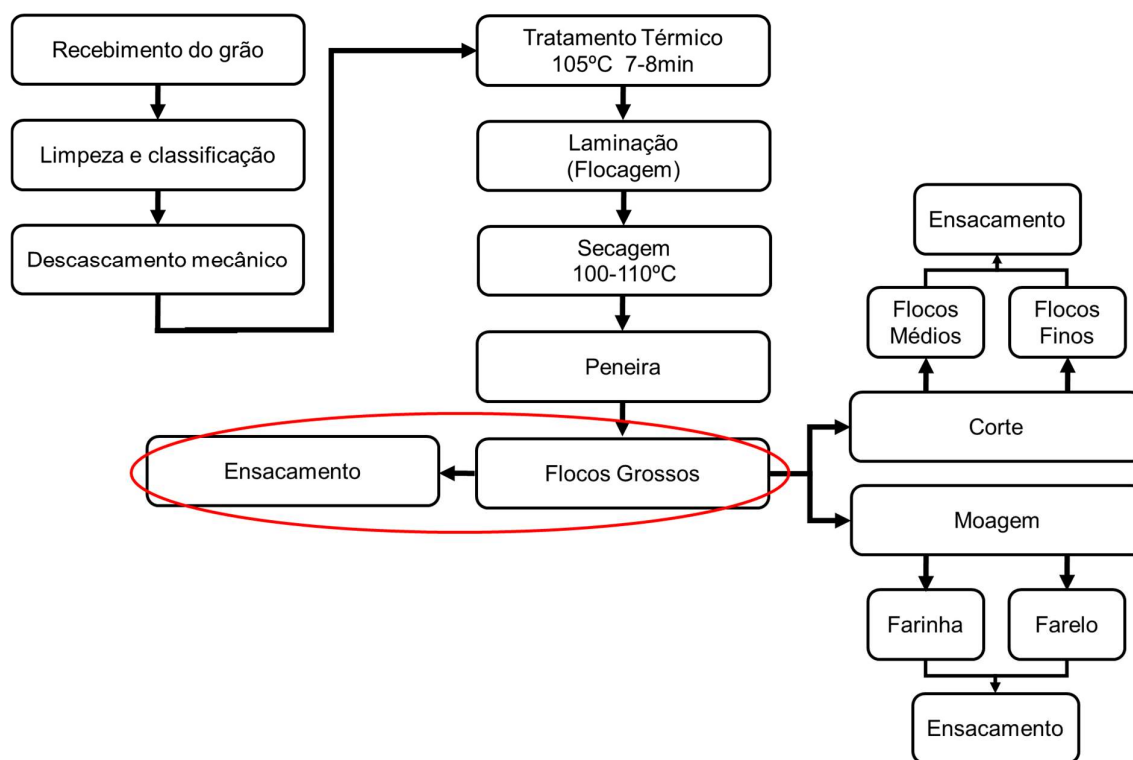 Recebimento do grão
Limpeza e classificação
Descascamento mecânico
Tratamento Térmico
105ºC  7-8min
Laminação
(Flocagem)
Secagem
100-110ºC
Peneira
Flocos Grossos
Ensacamento
Corte
Flocos
Médios
Flocos
Finos
Ensacamento
Moagem
Farinha
Farelo
Ensacamento